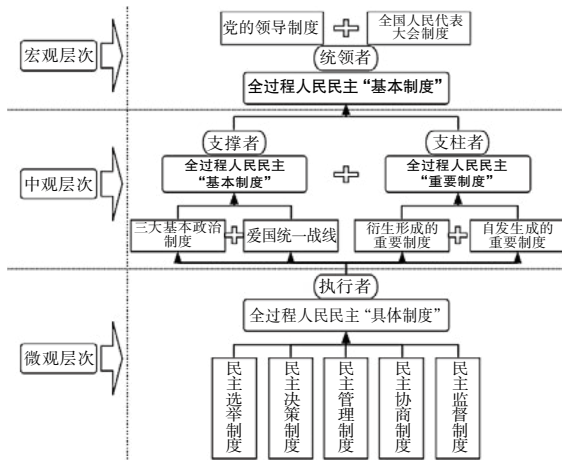 党的领导制度
全国人民代表
大会制度
宏观层次
统领者
全过程人民民主“基本制度”
支撑者
支柱者
全过程人民民主
“基本制度”
全过程人民民主
“重要制度”
中观层次
三大基本政治
制度
爱国统一战线
衍生形成的
重要制度
自发生成的
重要制度
执行者
全过程人民民主“具体制度”
微观层次
民主选举制度
民主决策制度
民主管理制度
民主协商制度
民主监督制度